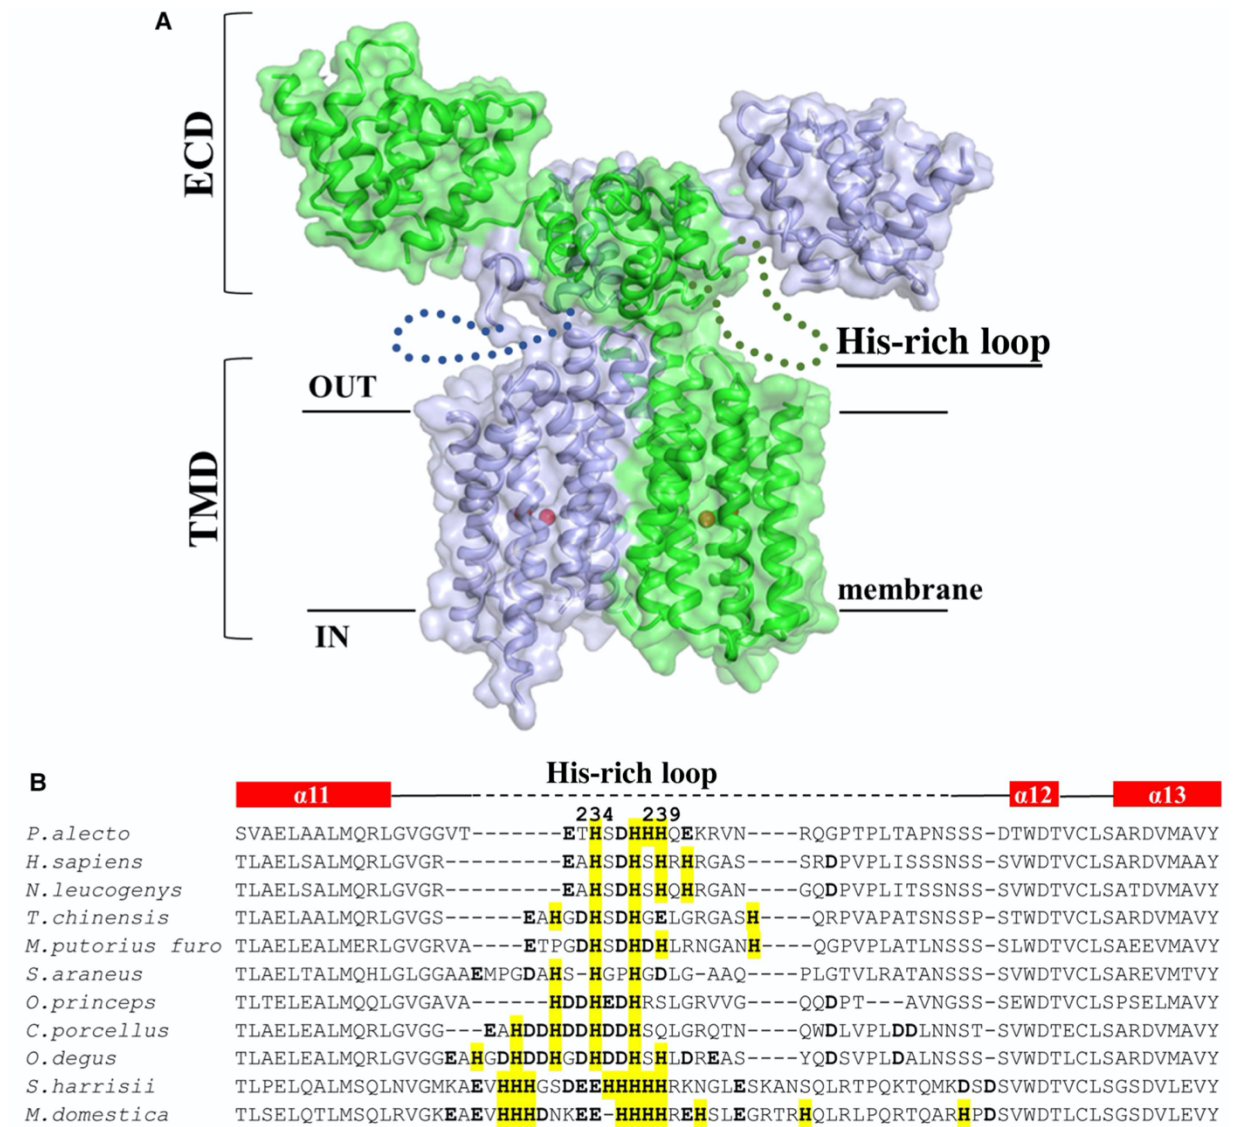 A
ECD
His-rich loop
OUT
TMD
membrane
IN
B
His-rich loop
α11
α12
α13
234 239
P.alecto SVAELAALMQRLGVGGVT-------ETHSDHHHQEKRVN----RQGPTPLTAPNSSS-DTWDTVCLSARDVMAVY
H.sapiens TLAELSALMQRLGVGR---------EAHSDHSHRHRGAS----SRDPVPLISSSNSS-SVWDTVCLSARDVMAAY
N.leucogenys TLAELSALMQRLGVGR---------EAHSDHSHQHRGAN----GQDPVPLITSSNSS-SVWDTVCLSATDVMAVY
T.chinensis TLAELAALMQRLGVGS------EAHGDHSDHGELGRGASH----QRPVAPATSNSSP-STWDTVCLSARDVMAVY
M.putorius furo TLAELEALMERLGVGRVA----ETPGDHSDHDHLRNGANH----QGPVPLATLNSSS-SLWDTVCLSAEEVMAVY
S.araneus TLAELTALMQHLGLGGAAEMPGDAHS-HGPHGDLG-AAQ----PLGTVLRATANSSS-SVWDTVCLSAREVMTVY
O.princeps TLTELEALMQQLGVGAVA------HDDHEDHRSLGRVVG----QQDPT---AVNGSS-SEWDTVCLSPSELMAVY
C.porcellus TLAELEALMQRLGVGG---EAHDDHDDHDDHSQLGRQTN----QWDLVPLDDLNNST-SVWDTECLSARDVMAVY
O.degus TLAELEALMQRLGVGGEAHGDHDDHGDHDDHSHLDREAS----YQDSVPLDALNSSS-SVWDTLCLSARDVMAVY
S.harrisii TLPELQALMSQLNVGMKAEVHHHGSDEEHHHHHRKNGLESKANSQLRTPQKTQMKDSDSVWDTVCLSGSDVLEVY
M.domestica TLSELQTLMSQLRVGKEAEVHHHDNKEE-HHHHREHSLEGRTRHQLRLPQRTQARHPDSVWDTLCLSGSDVLEVY